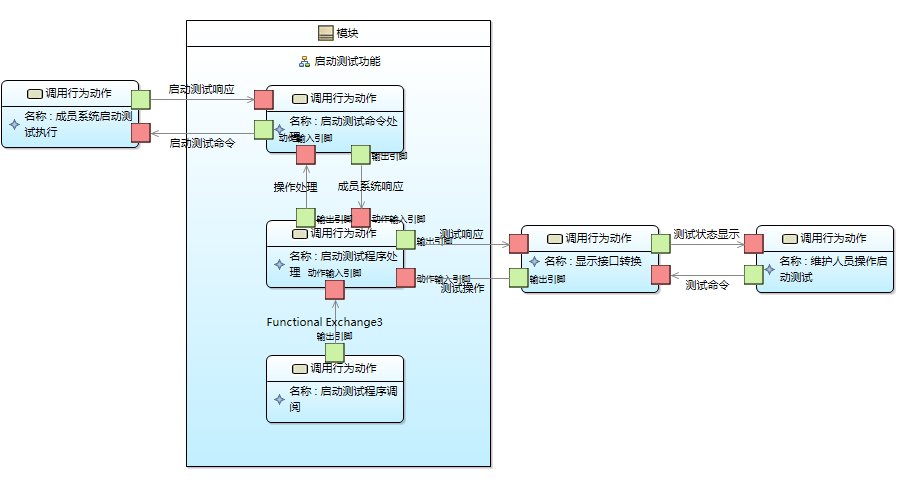 模块
启动测试功能
调用行为动作
名称 : 成员系统启动测
试执行
启动测试响应
启动测试命令
调用行为动作
名称 : 启动测试命令处
理
动作输入引脚
输出引脚
操作处理
成员系统响应
输出引脚
动作输入引脚
调用行为动作
名称 : 启动测试程序处
理
动作输入引脚
输出引脚
测试响应
动作输入引脚
测试操作
调用行为动作
名称 : 显示接口转换
输出引脚
测试状态显示
测试命令
调用行为动作
名称 : 维护人员操作启
动测试
Functional Exchange3
输出引脚
调用行为动作
名称 : 启动测试程序调
阅